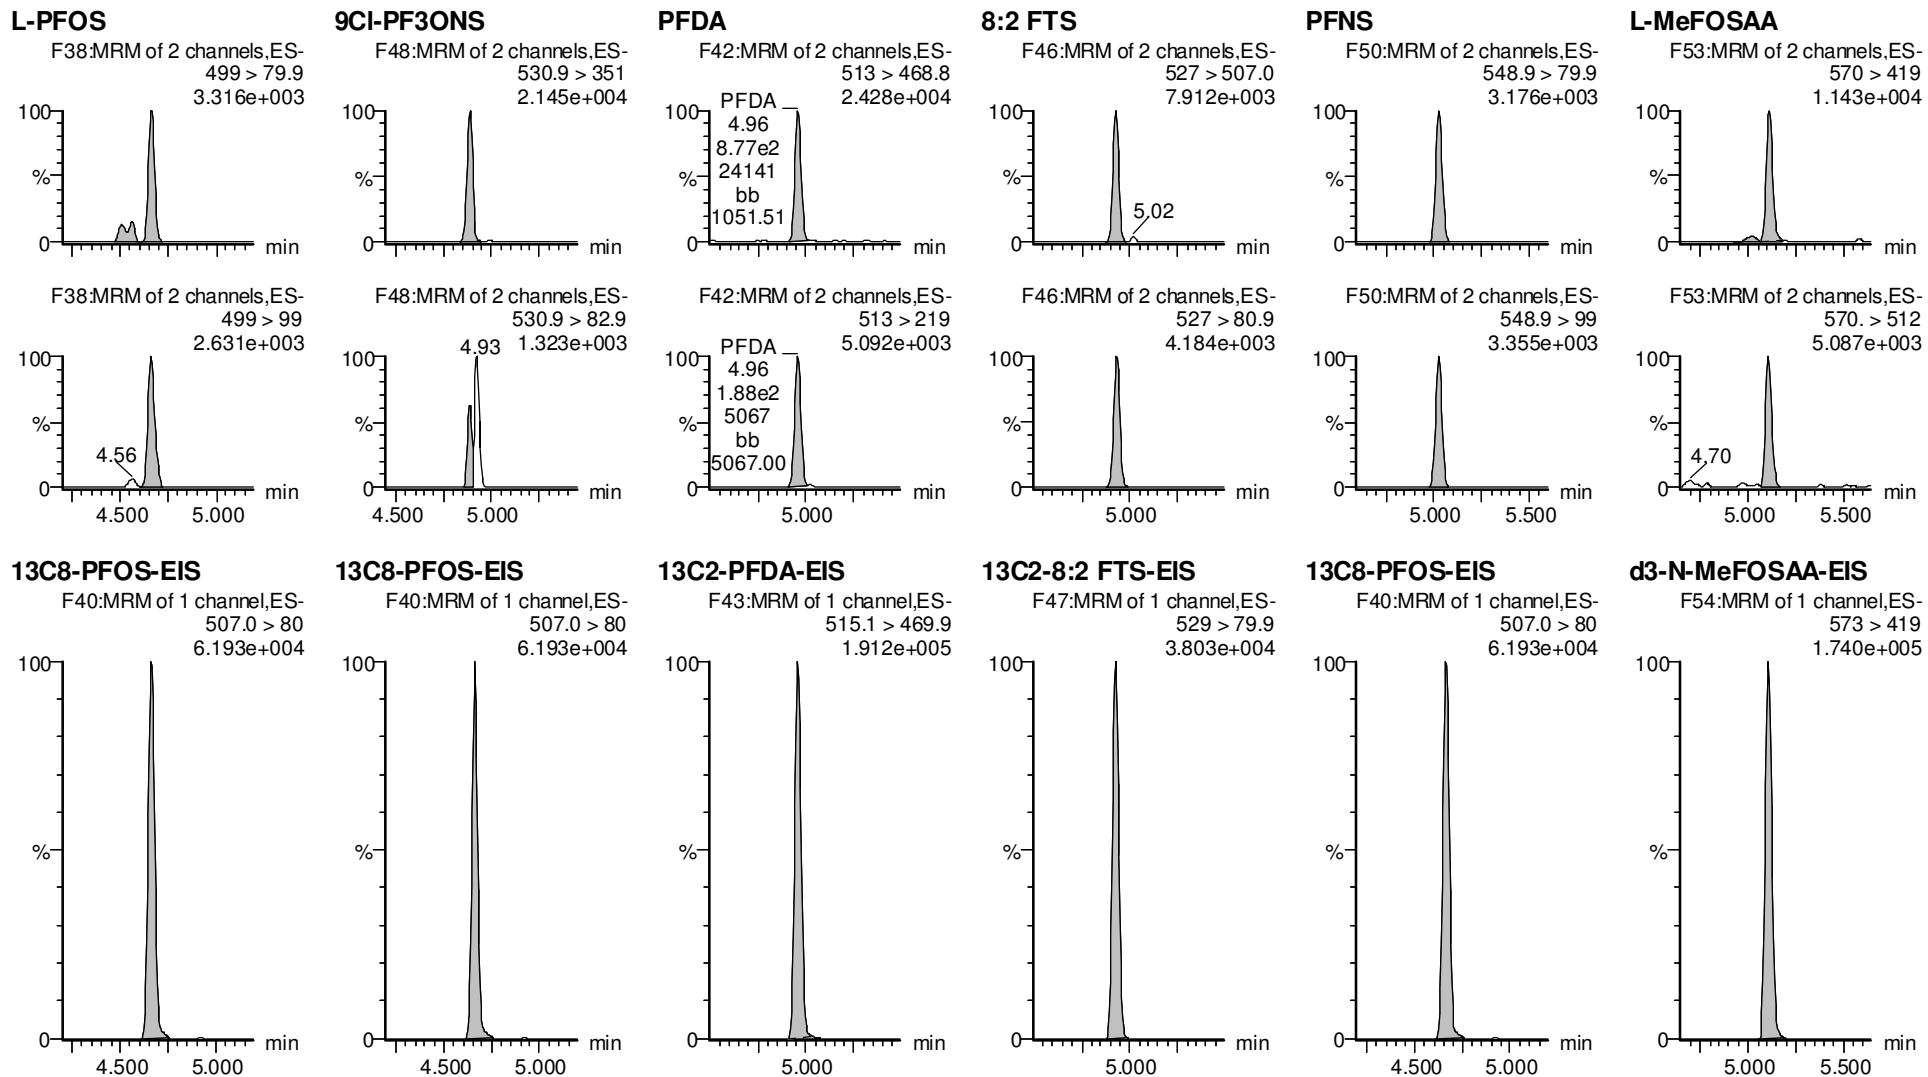 L-PFOS
F38:MRM of 2 channels,ES-
499 > 79.9
3.316e+003
100
%
0
min
F38:MRM of 2 channels,ES-
499 > 99
2.631e+003
100
4.56
%
0
min
4.500 5.000
9Cl-PF3ONS
F48:MRM of 2 channels,ES-
530.9 > 351
2.145e+004
100
%
0
min
F48:MRM of 2 channels,ES-
530.9 > 82.9
4.93 1.323e+003
100
%
0
min
4.500 5.000
PFDA
F42:MRM of 2 channels,ES-
513 > 468.8
2.428e+004
100
PFDA
4.96
8.77e2
24141
bb
1051.51
%
0
min
F42:MRM of 2 channels,ES-
513 > 219
5.092e+003
100
PFDA
4.96
1.88e2
5067
bb
5067.00
%
0
min
5.000
8:2 FTS
F46:MRM of 2 channels,ES-
527 > 507.0
7.912e+003
100
%
5.02
0
min
F46:MRM of 2 channels,ES-
527 > 80.9
4.184e+003
100
%
0
min
5.000
PFNS
F50:MRM of 2 channels,ES-
548.9 > 79.9
3.176e+003
100
%
0
min
F50:MRM of 2 channels,ES-
548.9 > 99
3.355e+003
100
%
0
min
5.000 5.500
L-MeFOSAA
F53:MRM of 2 channels,ES-
570 > 419
1.143e+004
100
%
0
min
F53:MRM of 2 channels,ES-
570. > 512
5.087e+003
100
%
4.70
0
min
5.000 5.500
13C8-PFOS-EIS
F40:MRM of 1 channel,ES-
507.0 > 80
6.193e+004
100
%
0
min
4.500 5.000
13C8-PFOS-EIS
F40:MRM of 1 channel,ES-
507.0 > 80
6.193e+004
100
%
0
min
4.500 5.000
13C2-PFDA-EIS
F43:MRM of 1 channel,ES-
515.1 > 469.9
1.912e+005
100
%
0
min
5.000
13C2-8:2 FTS-EIS
F47:MRM of 1 channel,ES-
529 > 79.9
3.803e+004
100
%
0
min
5.000
13C8-PFOS-EIS
F40:MRM of 1 channel,ES-
507.0 > 80
6.193e+004
100
%
0
min
4.500 5.000
d3-N-MeFOSAA-EIS
F54:MRM of 1 channel,ES-
573 > 419
1.740e+005
100
%
0
min
5.000 5.500